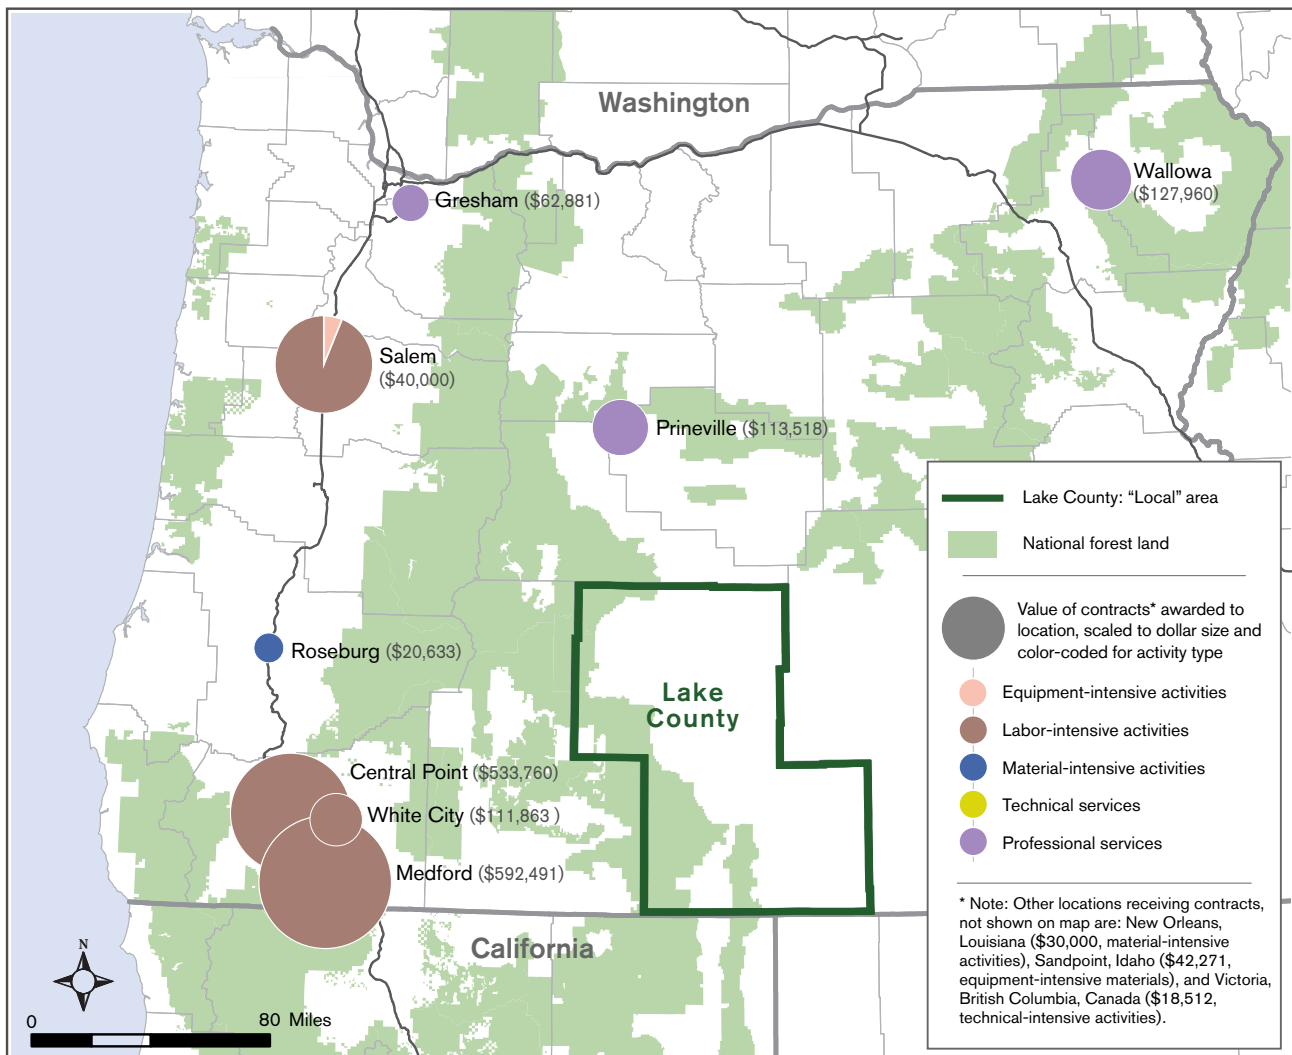 Washington
Wallowa
($127,960)
Gresham ($62,881)
Salem
($40,000)
Prineville ($113,518)
Roseburg ($20,633)
Lake
County
Central Point ($533,760)
White City ($111,863 )
Medford ($592,491)
California
N
0
80 Miles
Lake County: “Local” area
National forest land
Value of contracts* awarded to
location, scaled to dollar size and
color-coded for activity type
Equipment-intensive activities
Labor-intensive activities
Material-intensive activities
Technical services
Professional services
* Note: Other locations receiving contracts,
not shown on map are: New Orleans,
Louisiana ($30,000, material-intensive
activities), Sandpoint, Idaho ($42,271,
equipment-intensive materials), and Victoria,
British Columbia, Canada ($18,512,
technical-intensive activities).